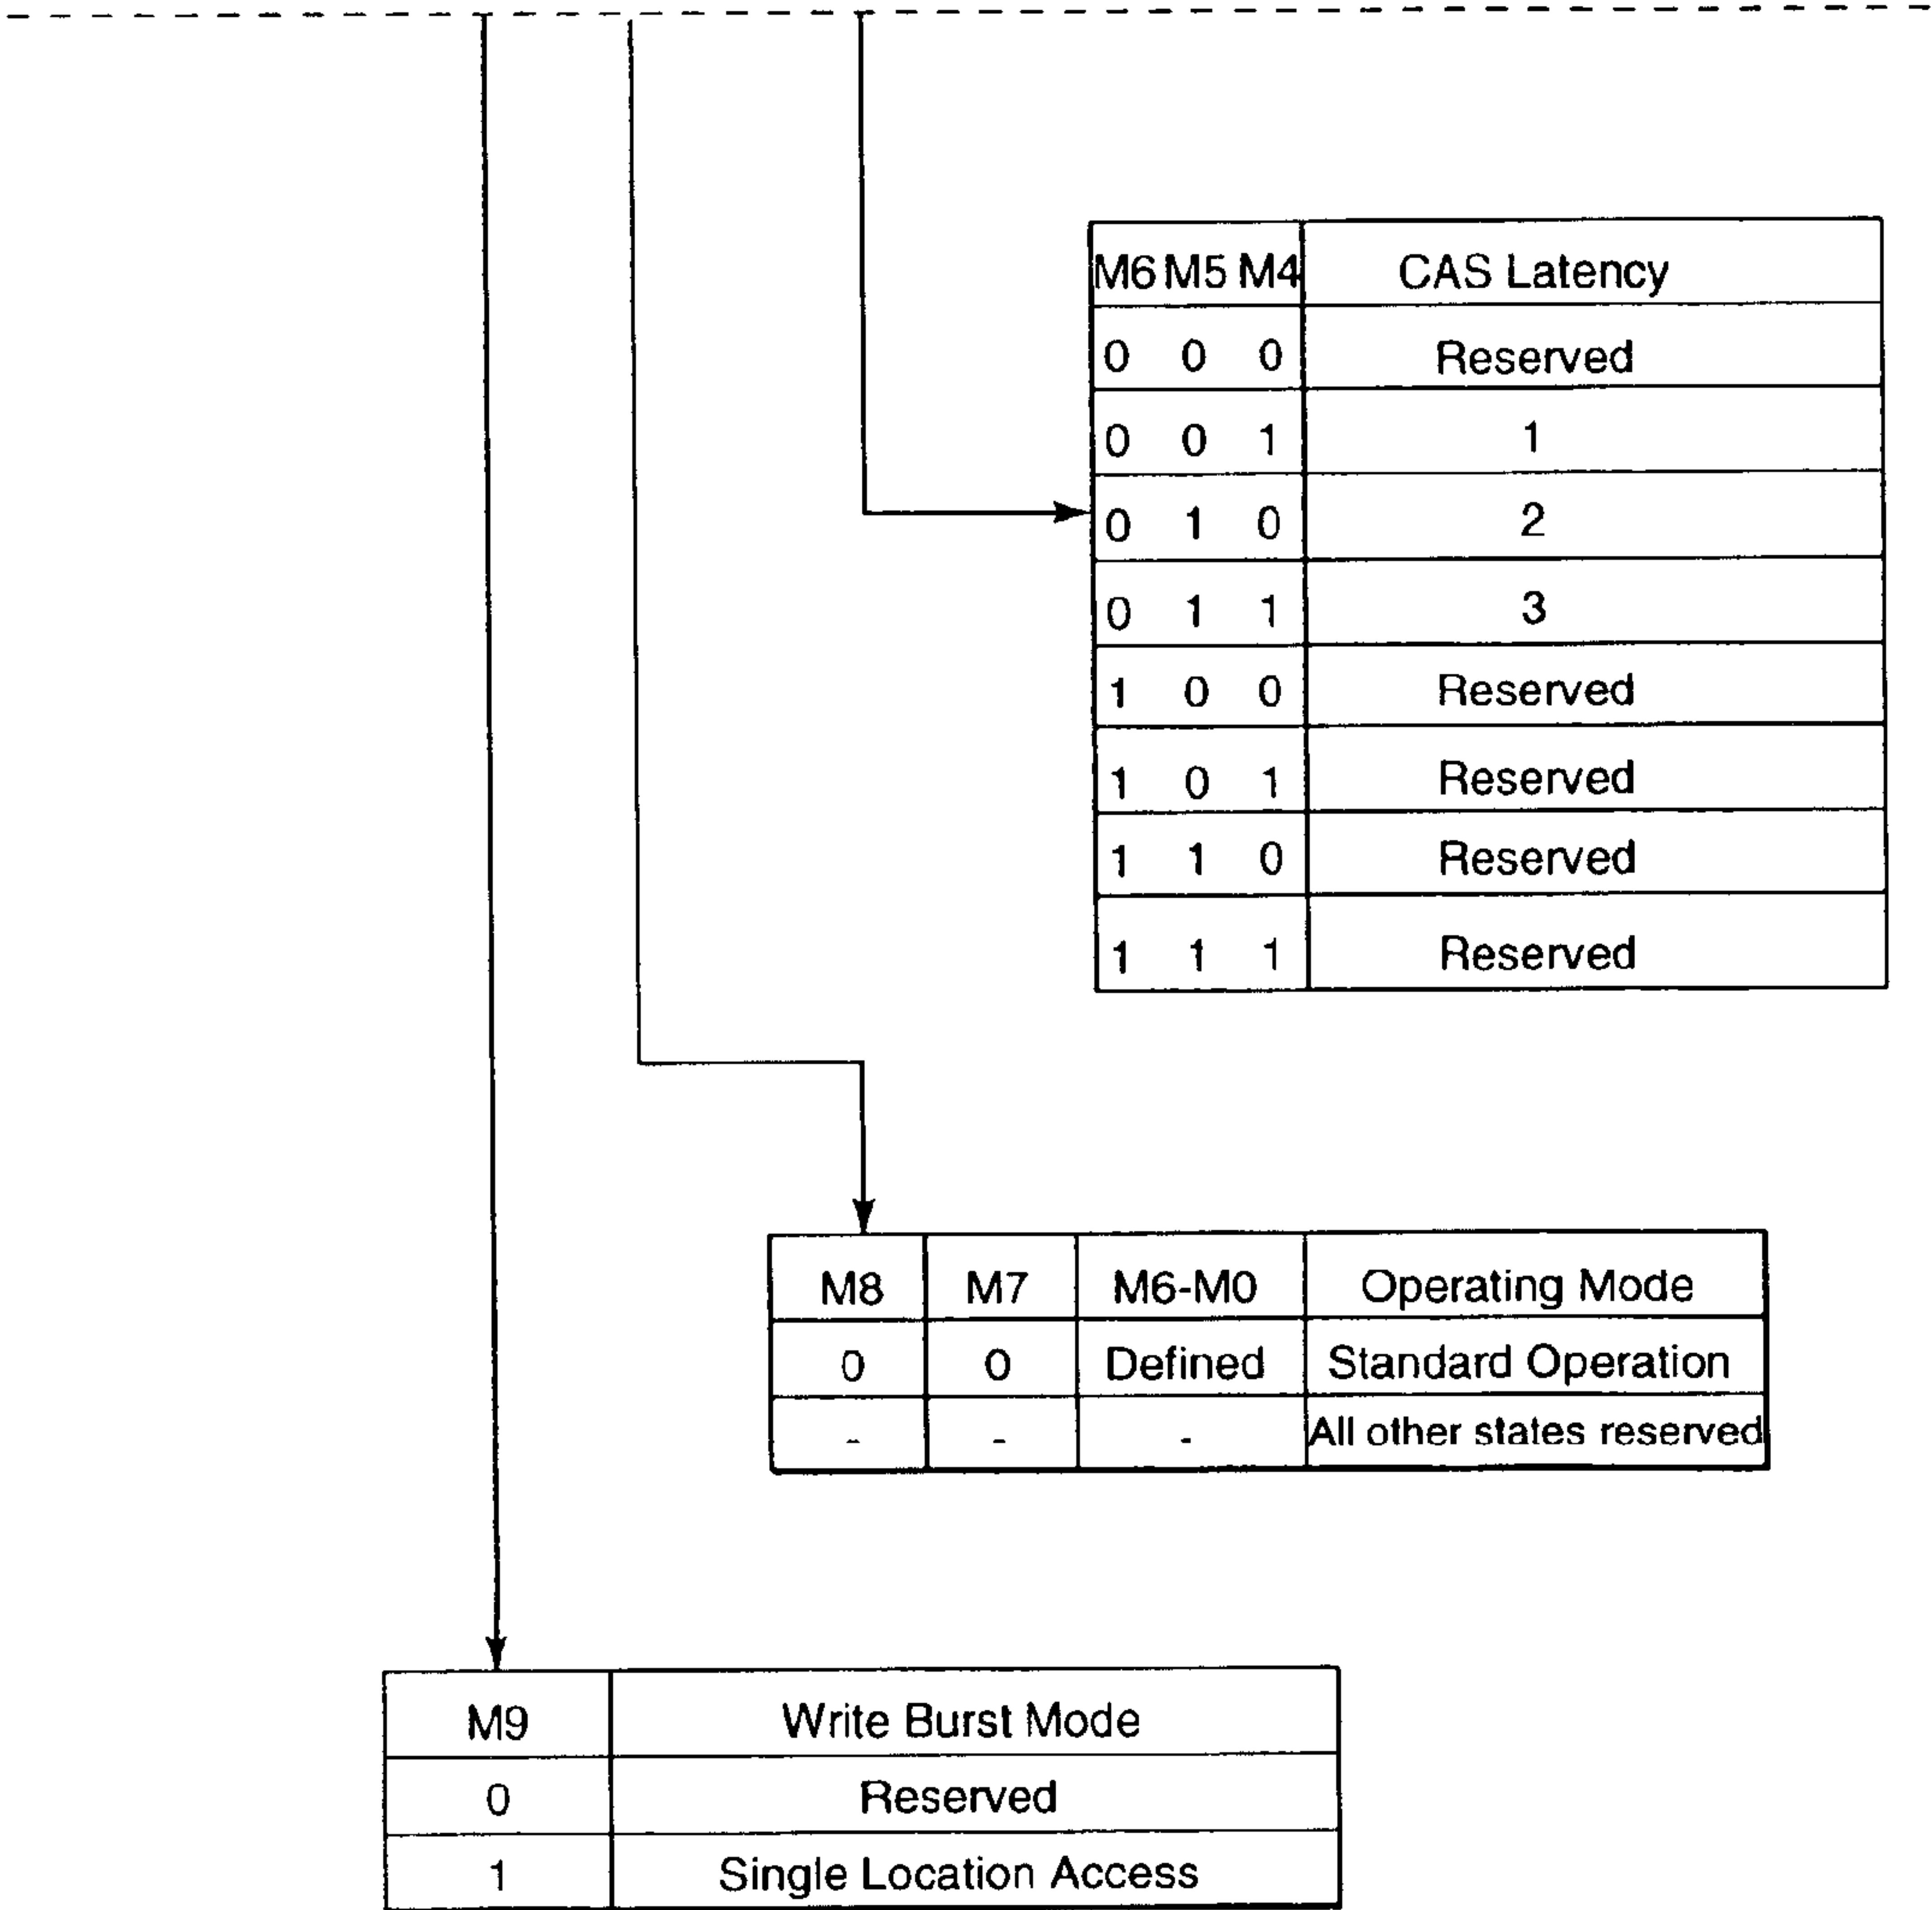 M6 M5 M4 CAS Latency
0 0 0 Reserved
0 0 1 1
0 1 0 2
0 1 1 3
1 0 0 Reserved
1 0 1 Reserved
1 1 0 Reserved
1 1 1 Reserved
M8 M7 M6-M0 Operating Mode
0 0 Defined Standard Operation
- - - All other states reserved
M9 Write Burst Mode
0 Reserved
1 Single Location Access